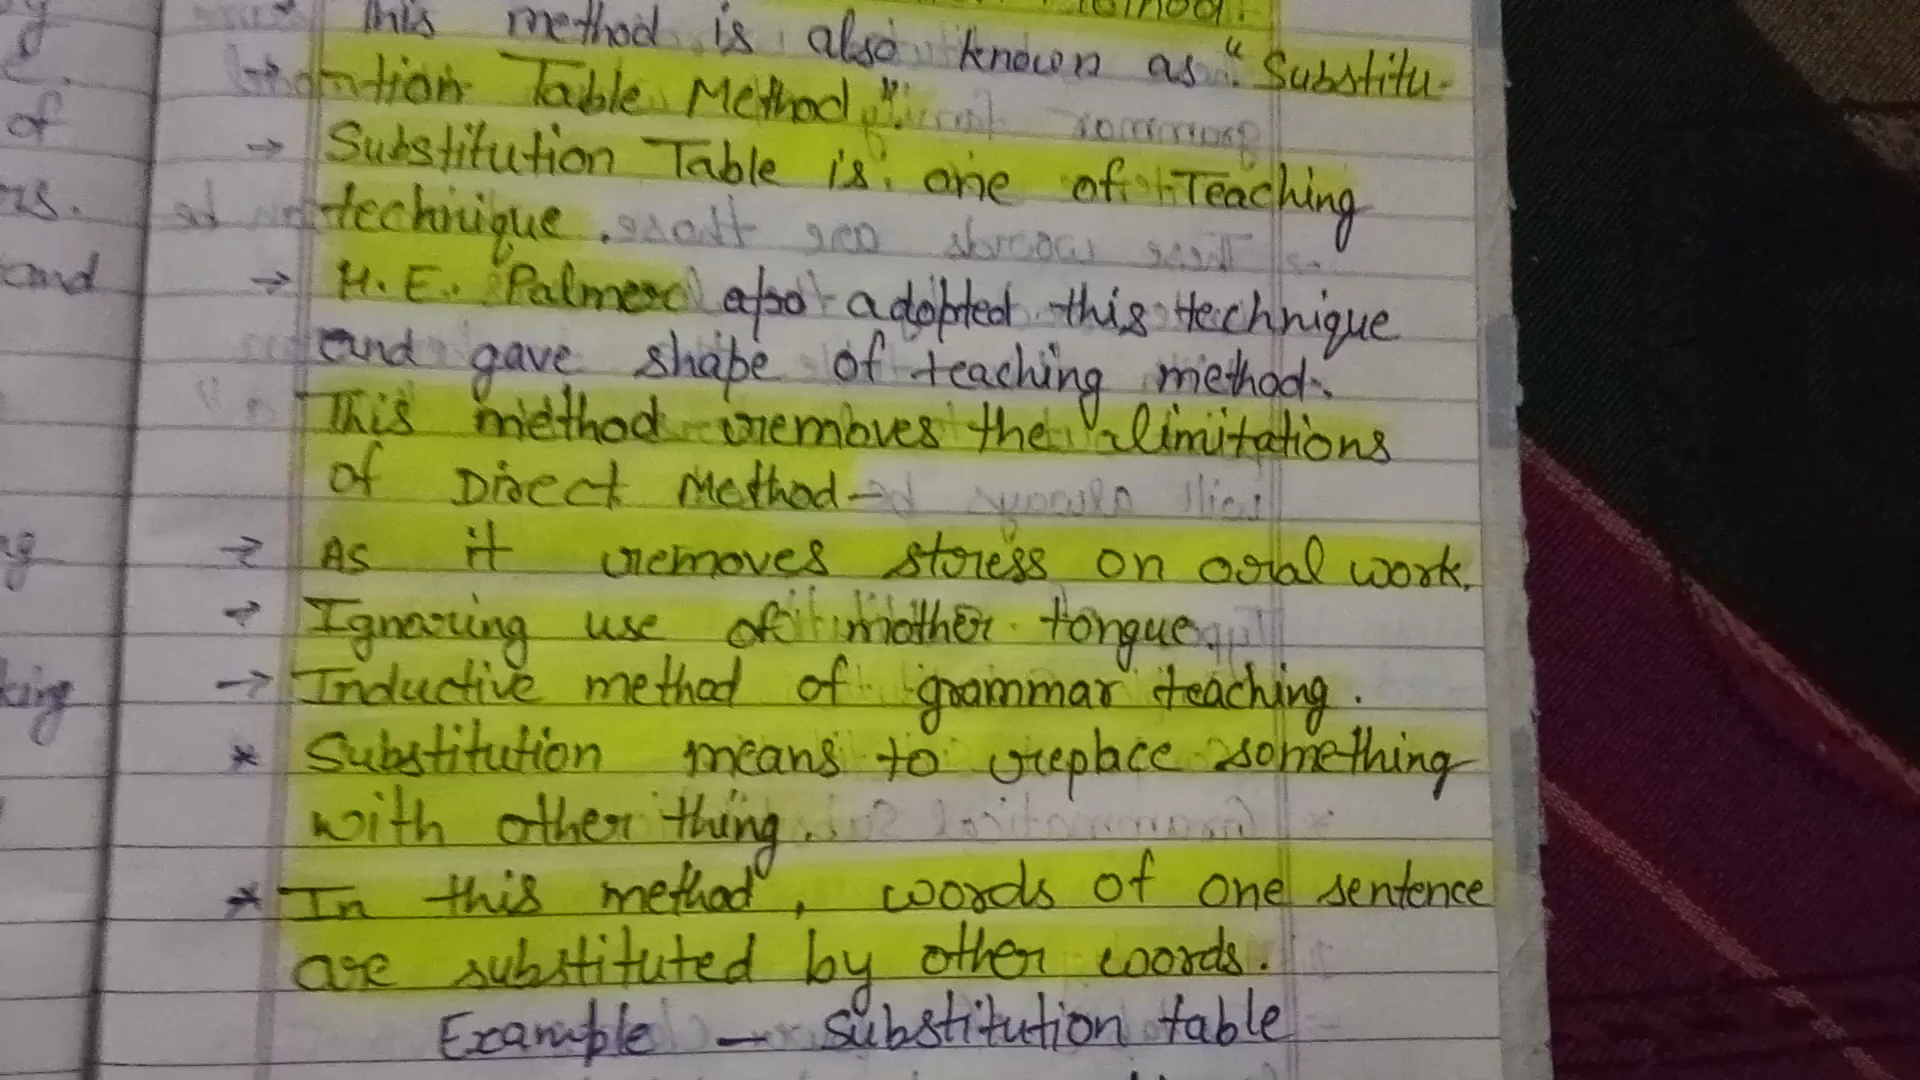 Method.
This method is also known as "Substitu-
tion Table Method".
→ Substitution Table is one of Teaching
technique.
→ H. E. Palmer also adopted this technique
and gave shape of teaching method.
This method removes the limitations
of Direct Method-
→ As it removes stress on oral work.
→ Ignoring use of mother tongue.
→ Inductive method of grammar teaching.
* Substitution means to replace something
with other thing.
* In this method, words of one sentence
are substituted by other words.
Example - substitution table
of
rs.
and